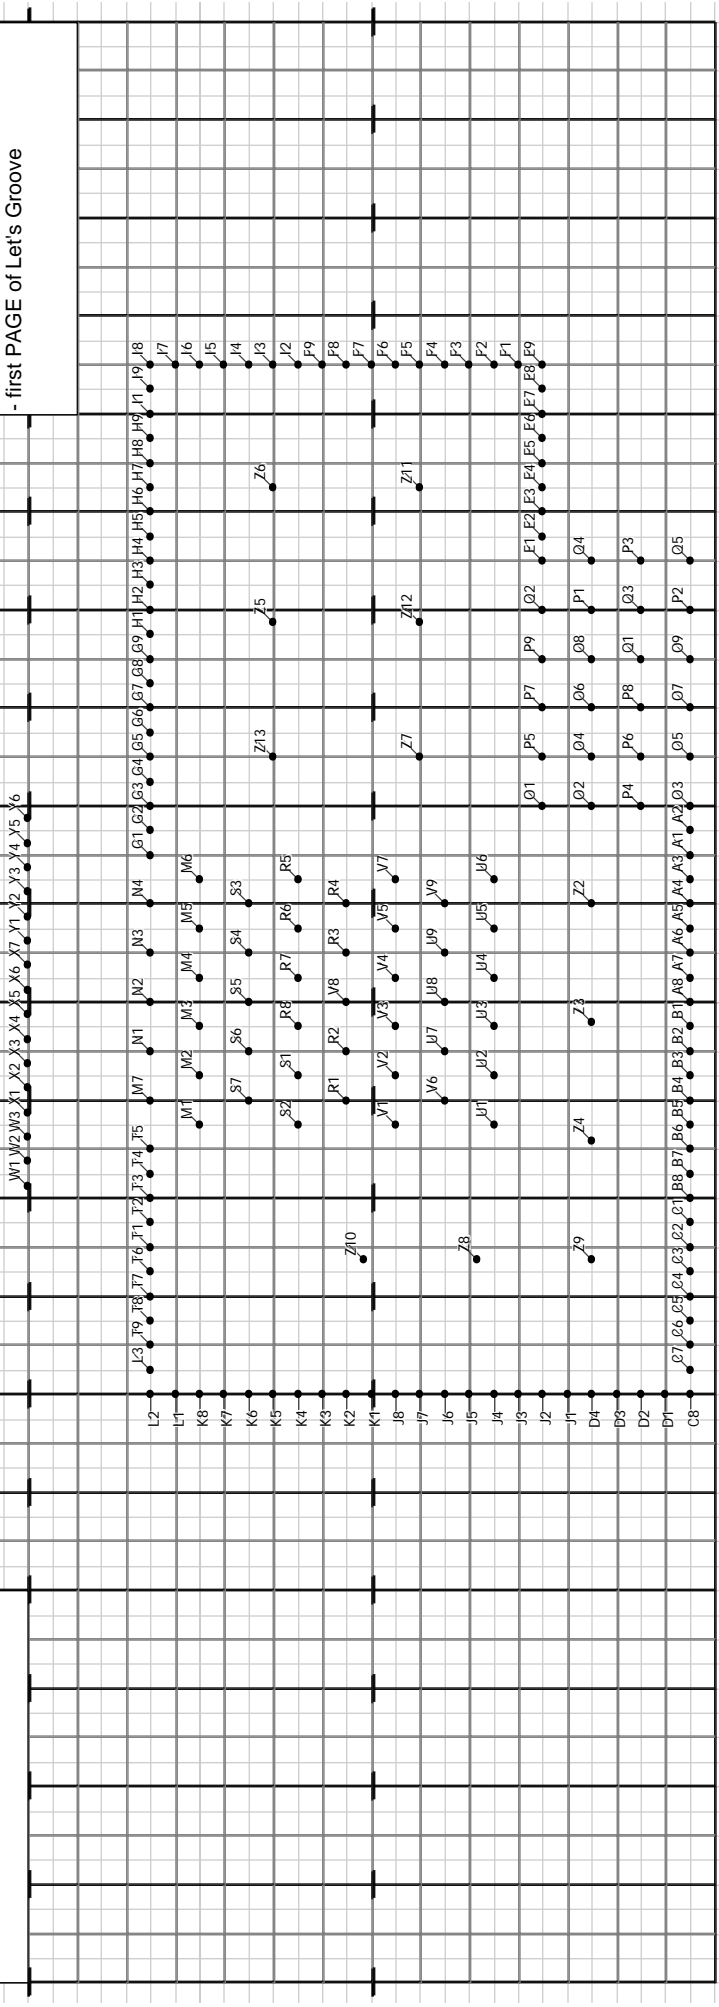 - first PAGE of Let's Groove
W1 W2 W3 X1 X2 X3 X4 X5 X6 X7 Y1 Y2 Y3 Y4 Y5 Y6
L3 T9 T8 T7 T6 T1 T2 T3 T4 T5 M7 N1 N2 N3 N4 G1 G2 G3 G4 G5 G6 G7 G8 G9 H1 H2 H3 H4 H5 H6 H7 H8 H9 I1 I9 I8
L2
L1 I7
K8 M1 M2 M3 M4 M5 M6 I6
K7 I5
K6 S7 S6 S5 S4 S3 I4
K5 Z13 Z5 Z6 I3
K4 S2 S1 R8 R7 R6 R5 I2
K3 F9
K2 R1 R2 V8 R3 R4 F8
K1 Z10 F7
J8 V1 V2 V3 V4 V5 V7 F6
J7 Z7 Z12 Z11 F5
J6 V6 U7 U8 U9 V9 F4
J5 Z8 F3
J4 U1 U2 U3 U4 U5 U6 F2
J3 F1
J2 O1 P5 P7 P9 Q2 E1 E2 E3 E4 E5 E6 E7 E8 E9
J1
D4 Z9 Z4 Z3 Z2 O2 O4 O6 O8 P1 Q4
D3
D2 P4 P6 P8 Q1 Q3 P3
D1
C8 C7 C6 C5 C4 C3 C2 C1 B8 B7 B6 B5 B4 B3 B2 B1 A8 A7 A6 A5 A4 A3 A1 A2 O3 O5 O7 O9 P2 Q5